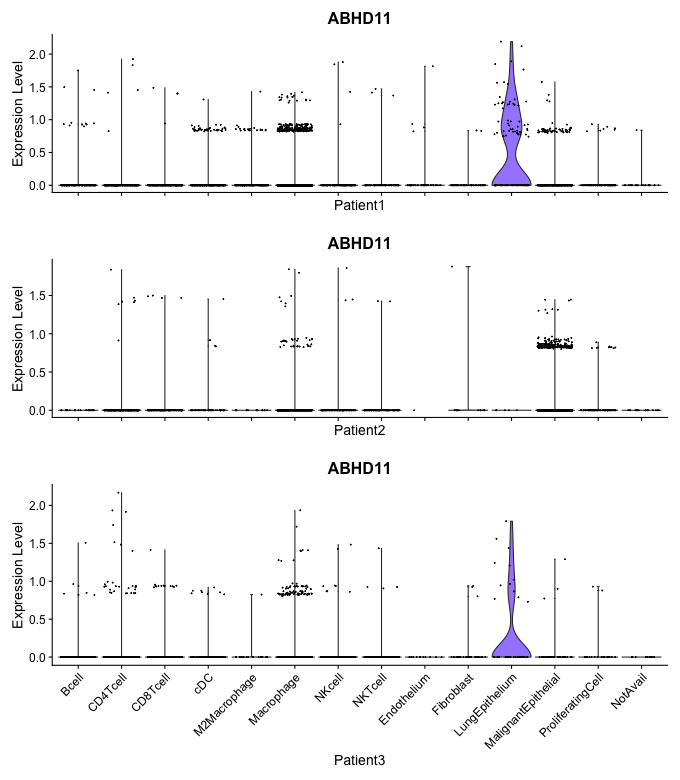 ABHD11
Expression Level
2.0
1.5
1.0
0.5
0.0
Patient1
ABHD11
Expression Level
1.5
1.0
0.5
0.0
Patient2
ABHD11
Expression Level
2.0
1.5
1.0
0.5
0.0
Bcell
CD4Tcell
CD8Tcell
cDC
M2Macrophage
Macrophage
NKcell
NKTcell
Endothelium
Fibroblast
LungEpithelium
MalignantEpithelial
ProliferatingCell
NotAvail
Patient3